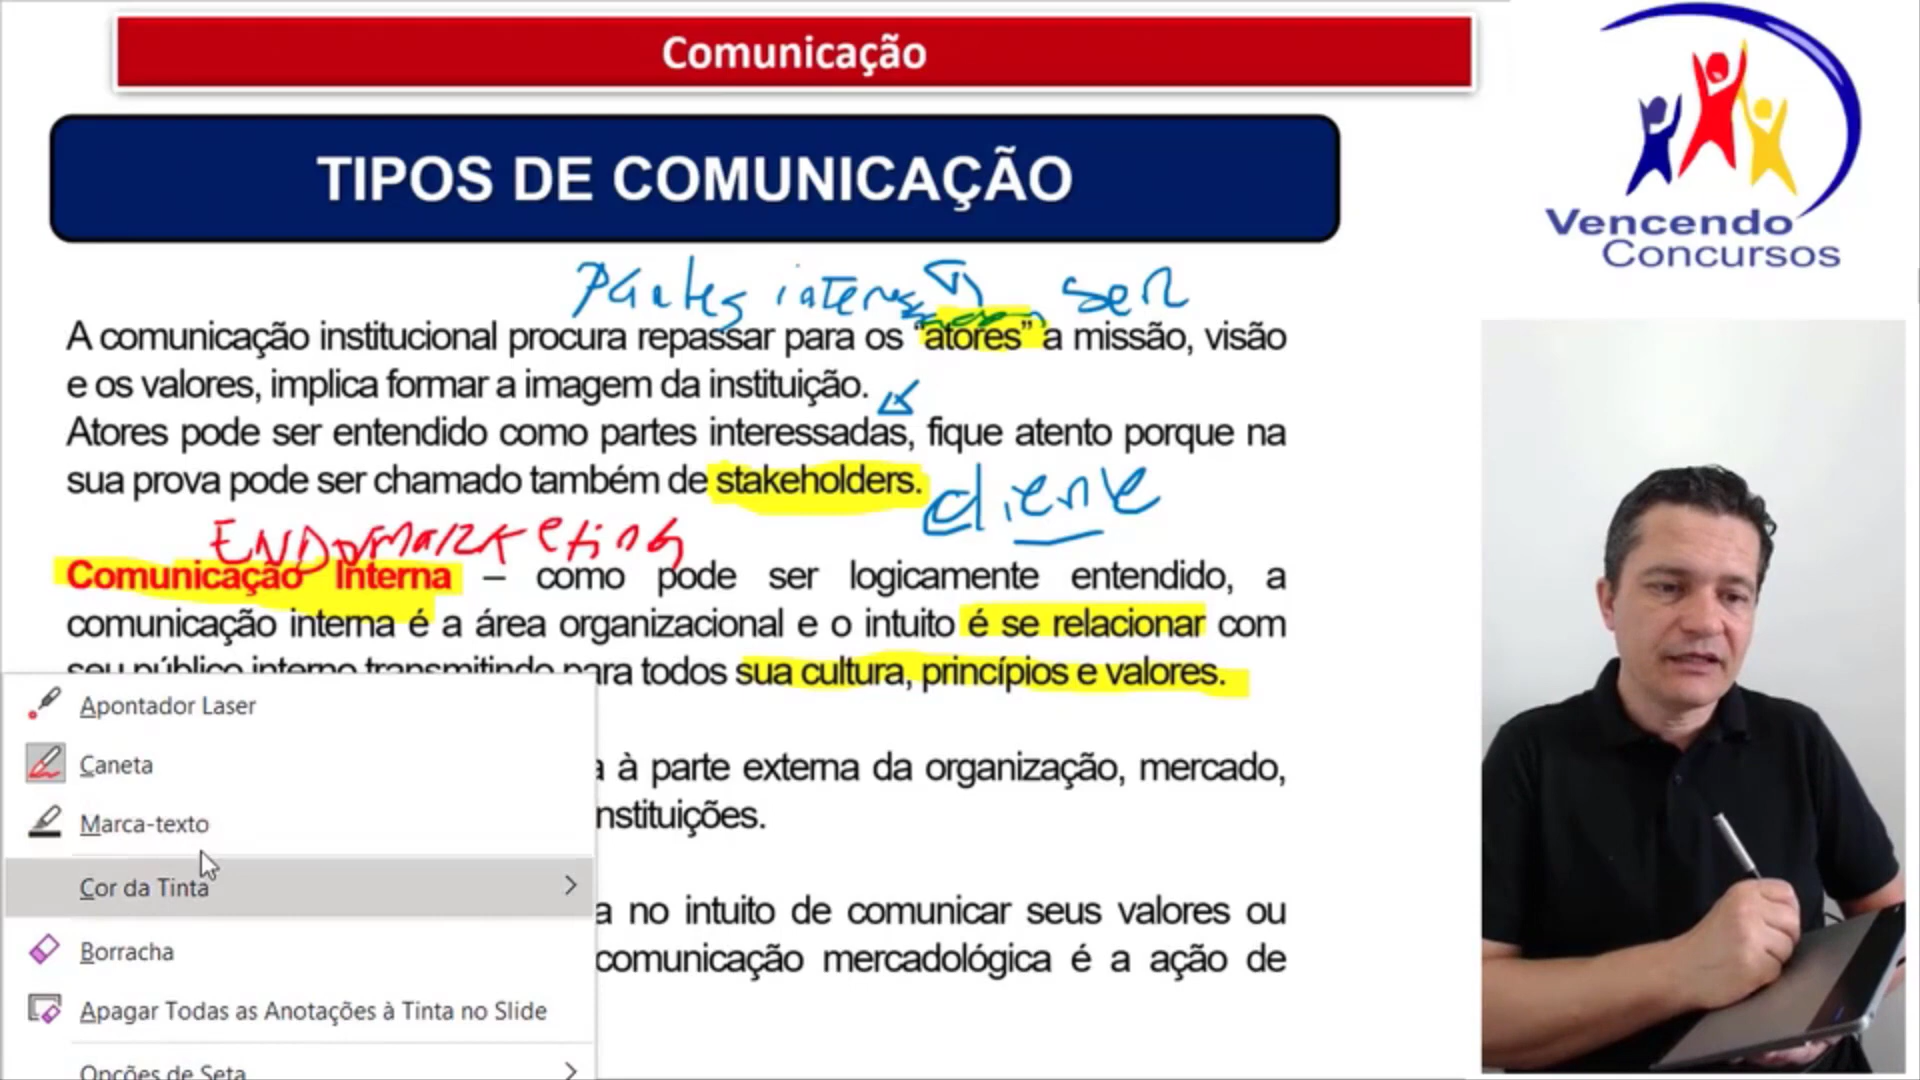 Comunicação
TIPOS DE COMUNICAÇÃO
Vencendo
Concursos
Partes ser
A comunicação institucional procura repassar para os “atores” a missão, visão
e os valores, implica formar a imagem da instituição.
Atores pode ser entendido como partes interessadas, fique atento porque na
sua prova pode ser chamado também de stakeholders.
cliente
ENDOMARKETING
Comunicação Interna – como pode ser logicamente entendido, a
comunicação interna é a área organizacional e o intuito é se relacionar com
seu público interno transmitindo para todos sua cultura, princípios e valores.
a à parte externa da organização, mercado,
nstituições.
a no intuito de comunicar seus valores ou
comunicação mercadológica é a ação de
Apontador Laser
Caneta
Marca-texto
Cor da Tinta
Borracha
Apagar Todas as Anotações à Tinta no Slide
Opções de Seta